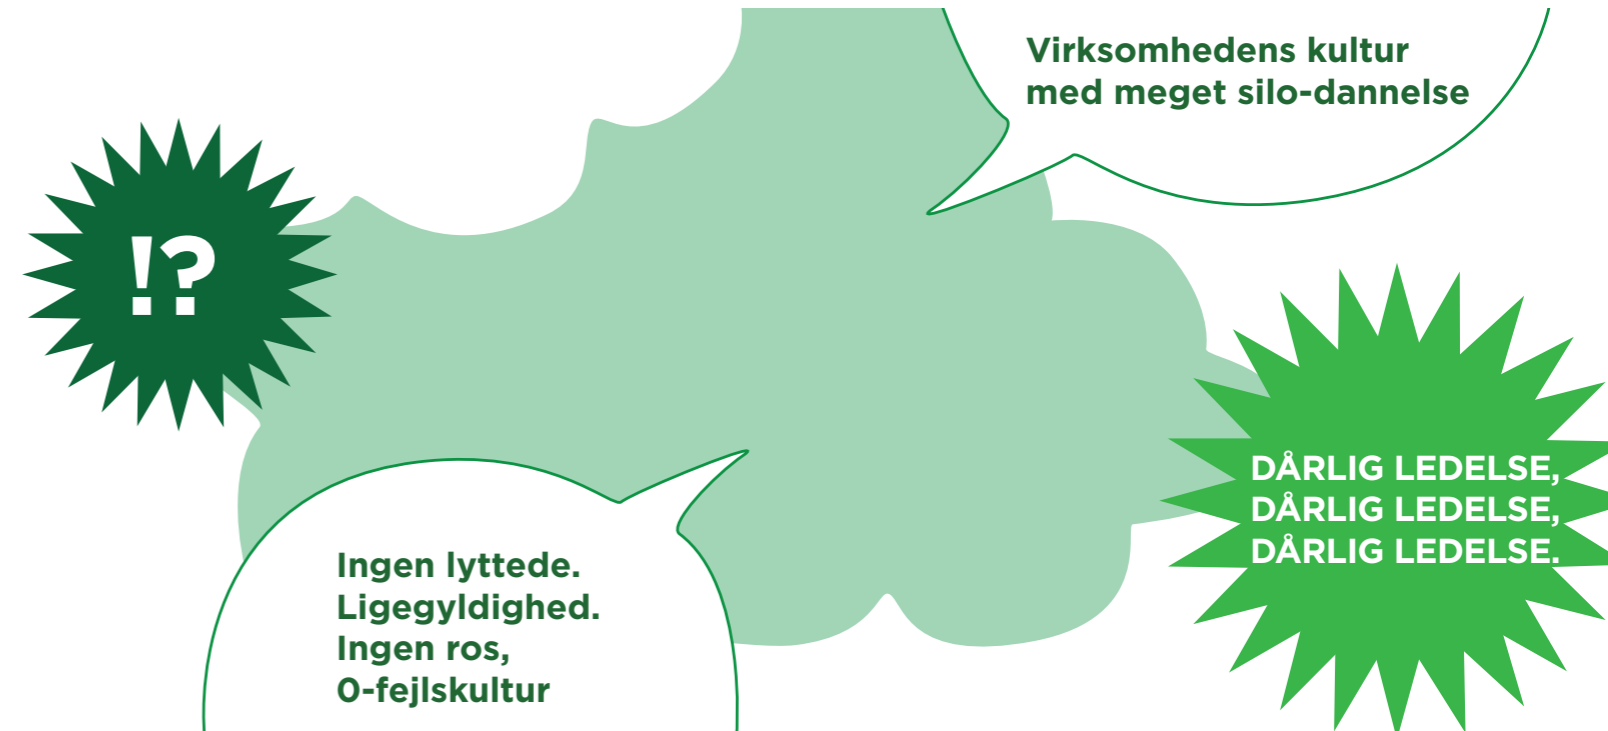 Virksomhedens kultur
med meget silo-dannelse
!?
DÅRLIG LEDELSE,
DÅRLIG LEDELSE,
DÅRLIG LEDELSE.
Ingen lyttede.
Ligegyldighed.
Ingen ros,
0-fejlskultur